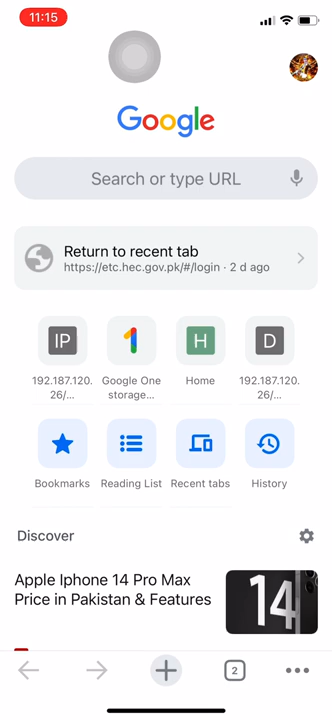 11:15
Google
Search or type URL
Return to recent tab
https://etc.hec.gov.pk/#/login · 2 d ago
IP
H
D
192.187.120.
26/...
Google One
storage...
Home
192.187.120.
26/...
Bookmarks
Reading List
Recent tabs
History
Discover
Apple Iphone 14 Pro Max
Price in Pakistan & Features
14
2